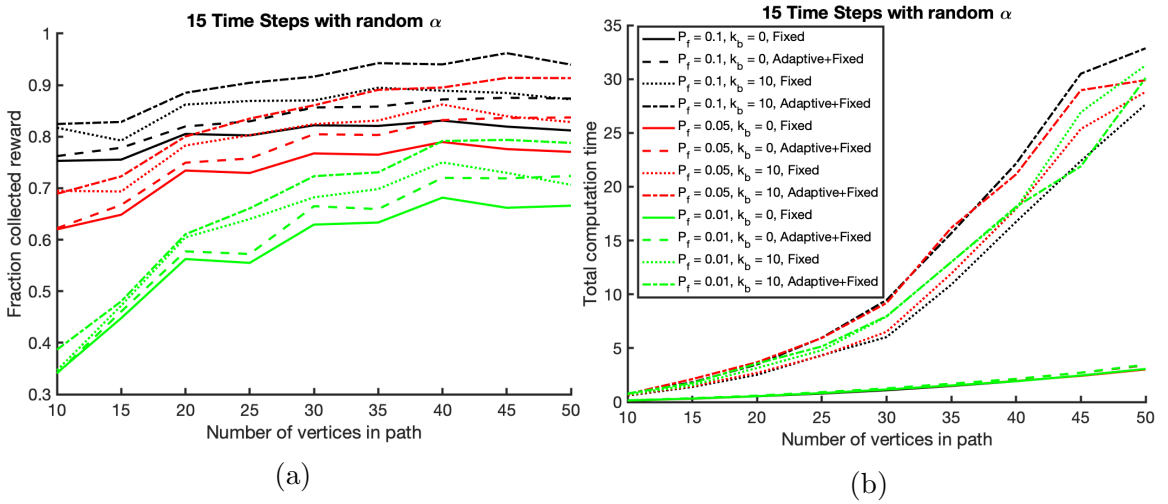 15 Time Steps with random α
1
0.9
0.8
0.7
0.6
0.5
0.4
0.3
Fraction collected reward
10 15 20 25 30 35 40 45 50
Number of vertices in path
(a)
15 Time Steps with random α
35
30
25
20
15
10
5
0
Total computation time
P_f = 0.1, k_b = 0, Fixed
P_f = 0.1, k_b = 0, Adaptive+Fixed
P_f = 0.1, k_b = 10, Fixed
P_f = 0.1, k_b = 10, Adaptive+Fixed
P_f = 0.05, k_b = 0, Fixed
P_f = 0.05, k_b = 0, Adaptive+Fixed
P_f = 0.05, k_b = 10, Fixed
P_f = 0.05, k_b = 10, Adaptive+Fixed
P_f = 0.01, k_b = 0, Fixed
P_f = 0.01, k_b = 0, Adaptive+Fixed
P_f = 0.01, k_b = 10, Fixed
P_f = 0.01, k_b = 10, Adaptive+Fixed
10 15 20 25 30 35 40 45 50
Number of vertices in path
(b)